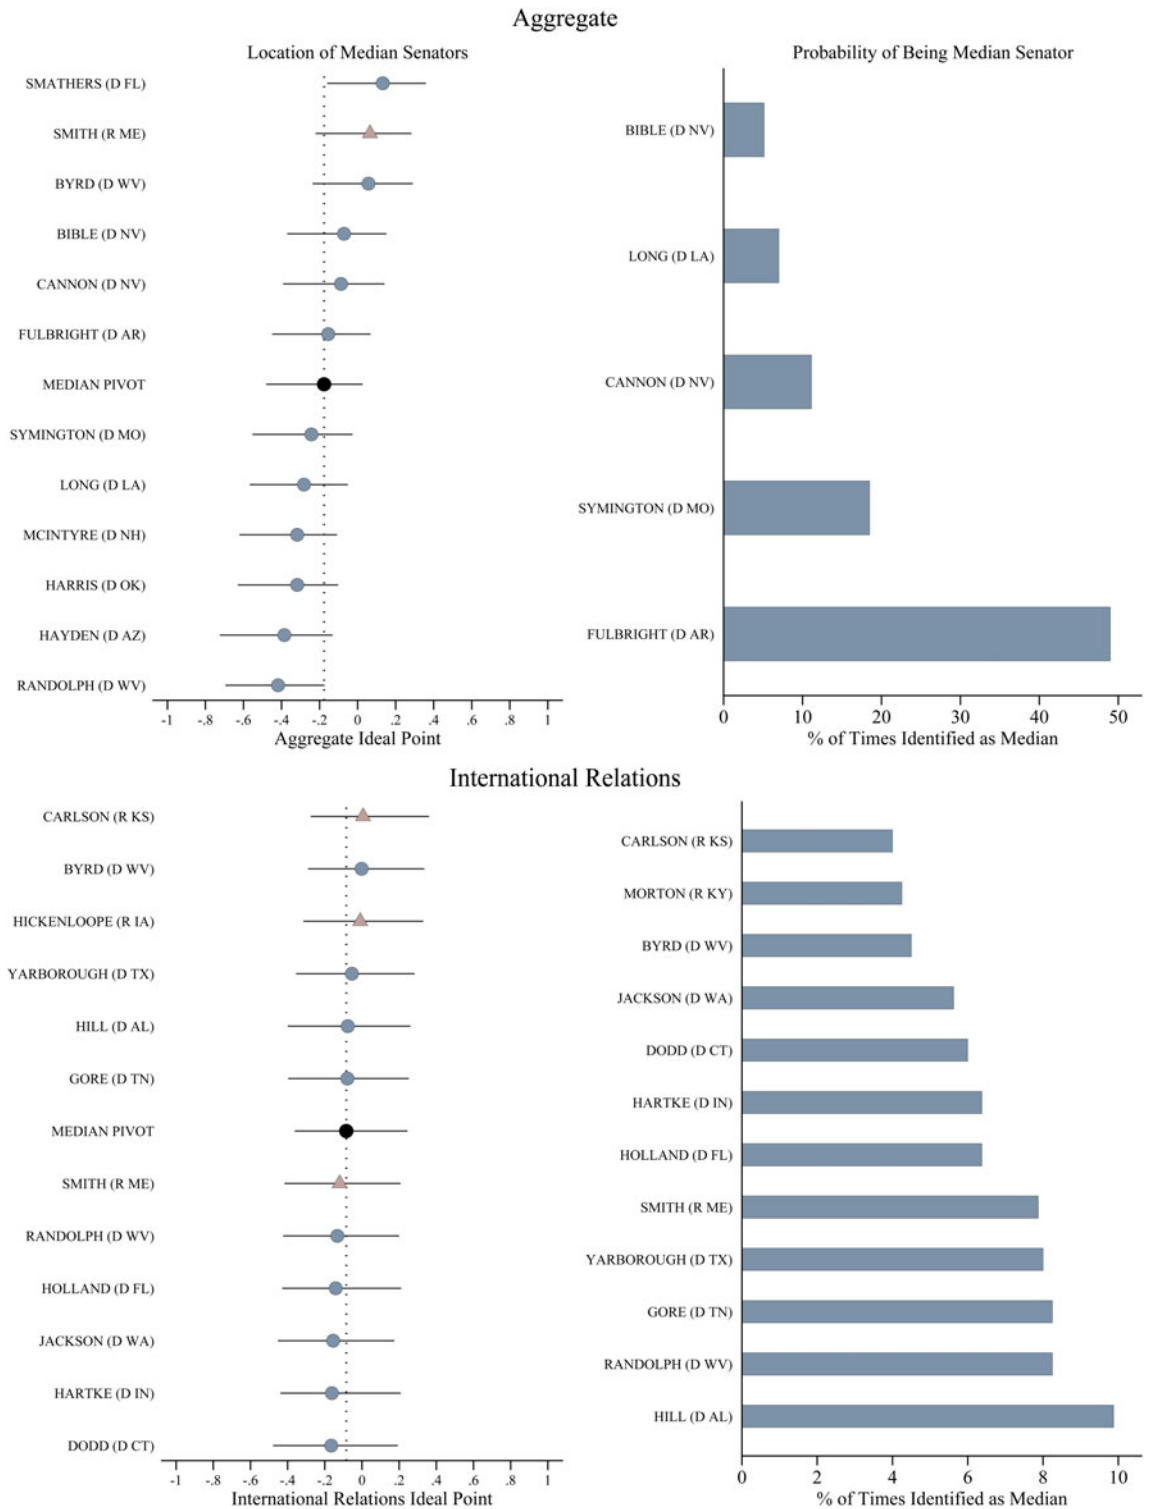 Aggregate
Location of Median Senators
SMATHERS (D FL)
SMITH (R ME)
BYRD (D WV)
BIBLE (D NV)
CANNON (D NV)
FULBRIGHT (D AR)
MEDIAN PIVOT
SYMINGTON (D MO)
LONG (D LA)
MCINTYRE (D NH)
HARRIS (D OK)
HAYDEN (D AZ)
RANDOLPH (D WV)
-1 -.8 -.6 -.4 -.2 0 .2 .4 .6 .8 1
Aggregate Ideal Point
Probability of Being Median Senator
BIBLE (D NV)
LONG (D LA)
CANNON (D NV)
SYMINGTON (D MO)
FULBRIGHT (D AR)
0 10 20 30 40 50
% of Times Identified as Median
International Relations
CARLSON (R KS)
BYRD (D WV)
HICKENLOOPE (R IA)
YARBOROUGH (D TX)
HILL (D AL)
GORE (D TN)
MEDIAN PIVOT
SMITH (R ME)
RANDOLPH (D WV)
HOLLAND (D FL)
JACKSON (D WA)
HARTKE (D IN)
DODD (D CT)
-1 -.8 -.6 -.4 -.2 0 .2 .4 .6 .8 1
International Relations Ideal Point
CARLSON (R KS)
MORTON (R KY)
BYRD (D WV)
JACKSON (D WA)
DODD (D CT)
HARTKE (D IN)
HOLLAND (D FL)
SMITH (R ME)
YARBOROUGH (D TX)
GORE (D TN)
RANDOLPH (D WV)
HILL (D AL)
0 2 4 6 8 10
% of Times Identified as Median